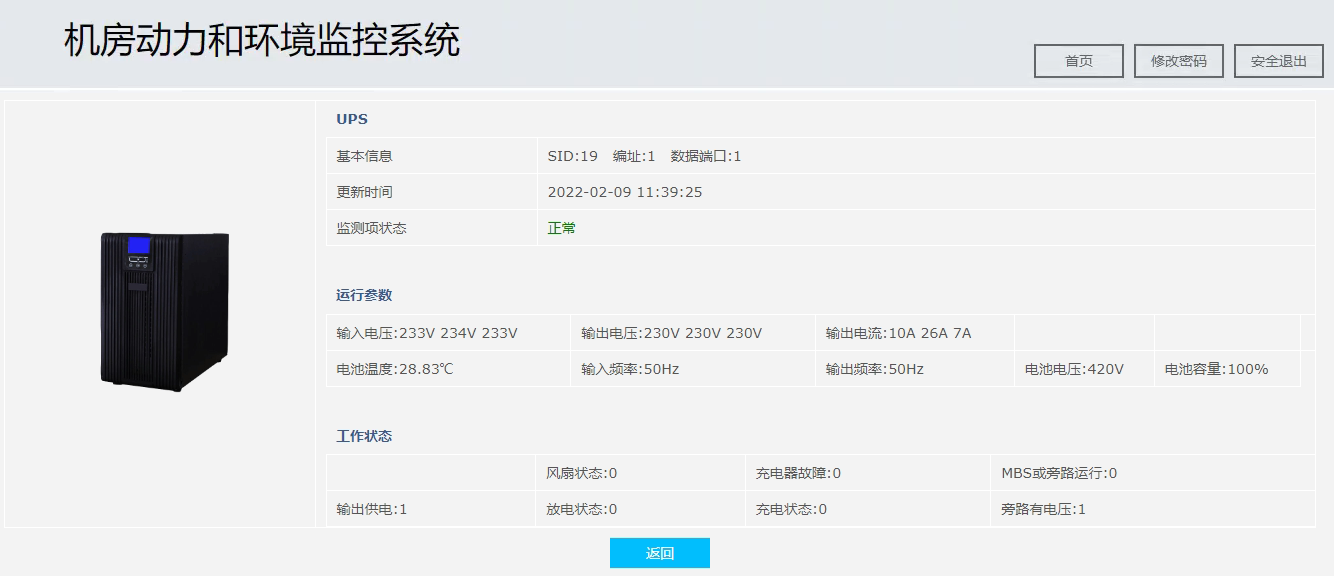 机房动力和环境监控系统
首页 修改密码 安全退出
UPS
基本信息 SID:19 编址:1 数据端口:1
更新时间 2022-02-09 11:39:25
监测项状态 正常
运行参数
输入电压:233V 234V 233V 输出电压:230V 230V 230V 输出电流:10A 26A 7A
电池温度:28.83℃ 输入频率:50Hz 输出频率:50Hz 电池电压:420V 电池容量:100%
工作状态
风扇状态:0 充电器故障:0 MBS或旁路运行:0
输出供电:1 放电状态:0 充电状态:0 旁路有电压:1
返回